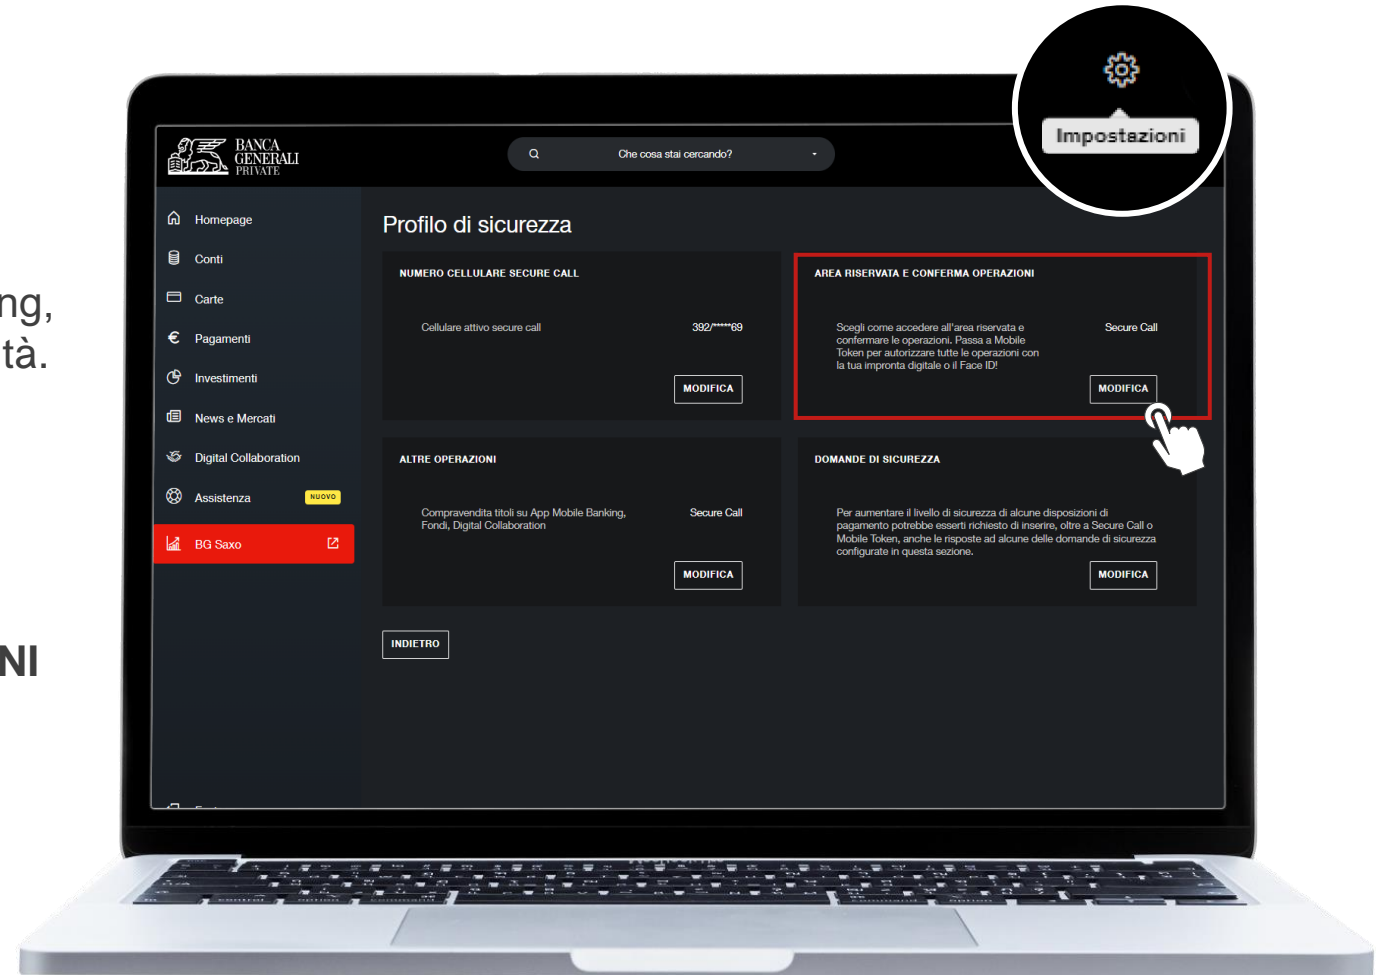 Impostazioni
BANCA
GENERALI
PRIVATE
Che cosa stai cercando?
Homepage
Conti
Carte
Pagamenti
Investimenti
News e Mercati
Digital Collaboration
Assistenza
NUOVO
BG Saxo
Profilo di sicurezza
NUMERO CELLULARE SECURE CALL
Cellulare attivo secure call
392/*****69
MODIFICA
AREA RISERVATA E CONFERMA OPERAZIONI
Scegli come accedere all'area riservata e
confermare le operazioni. Passa a Mobile
Token per autorizzare tutte le operazioni con
la tua impronta digitale o il Face ID!
Secure Call
MODIFICA
ALTRE OPERAZIONI
Compravendita titoli su App Mobile Banking,
Fondi, Digital Collaboration
Secure Call
MODIFICA
DOMANDE DI SICUREZZA
Per aumentare il livello di sicurezza di alcune disposizioni di
pagamento potrebbe esserti richiesto di inserire, oltre a Secure Call o
Mobile Token, anche le risposte ad alcune delle domande di sicurezza
configurate in questa sezione.
MODIFICA
INDIETRO
ng,
tà.
NI
control option command
command option